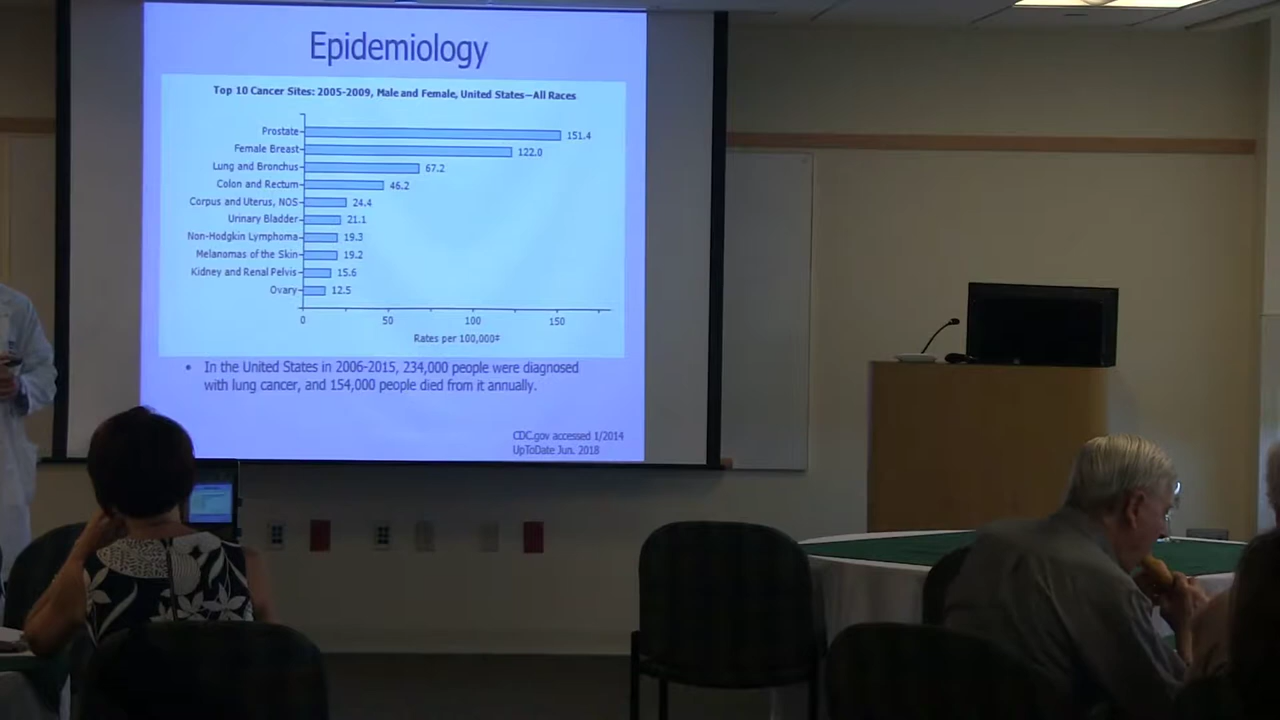 Epidemiology
Top 10 Cancer Sites: 2005-2009, Male and Female, United States—All Races
Prostate 151.4
Female Breast 122.0
Lung and Bronchus 67.2
Colon and Rectum 46.2
Corpus and Uterus, NOS 24.4
Urinary Bladder 21.1
Non-Hodgkin Lymphoma 19.3
Melanomas of the Skin 19.2
Kidney and Renal Pelvis 15.6
Ovary 12.5
0 50 100 150
Rates per 100,000‡
• In the United States in 2006-2015, 234,000 people were diagnosed
with lung cancer, and 154,000 people died from it annually.
CDC.gov accessed 1/2014
UpToDate Jun. 2018